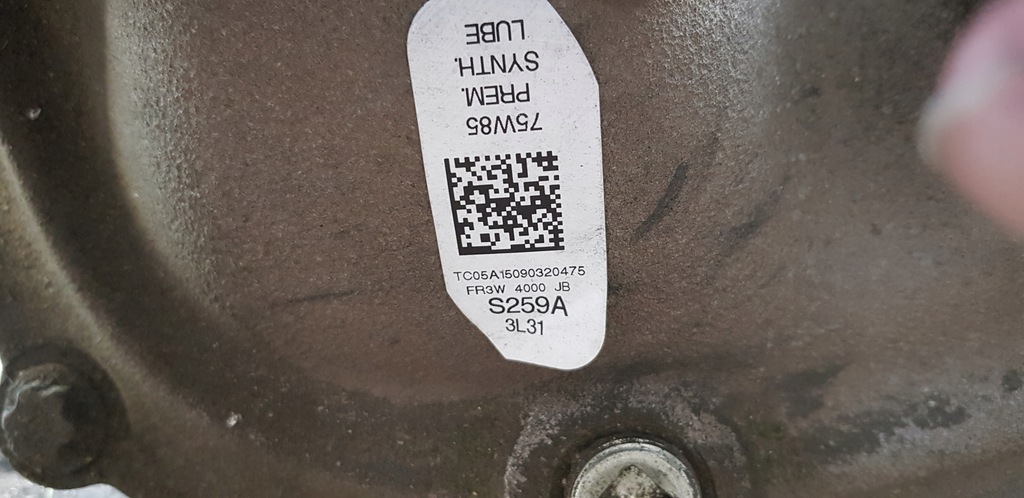 75W85
PREM.
SYNTH.
LUBE
TC05A15090320475
FR3W 4000 JB
S259A
3L31